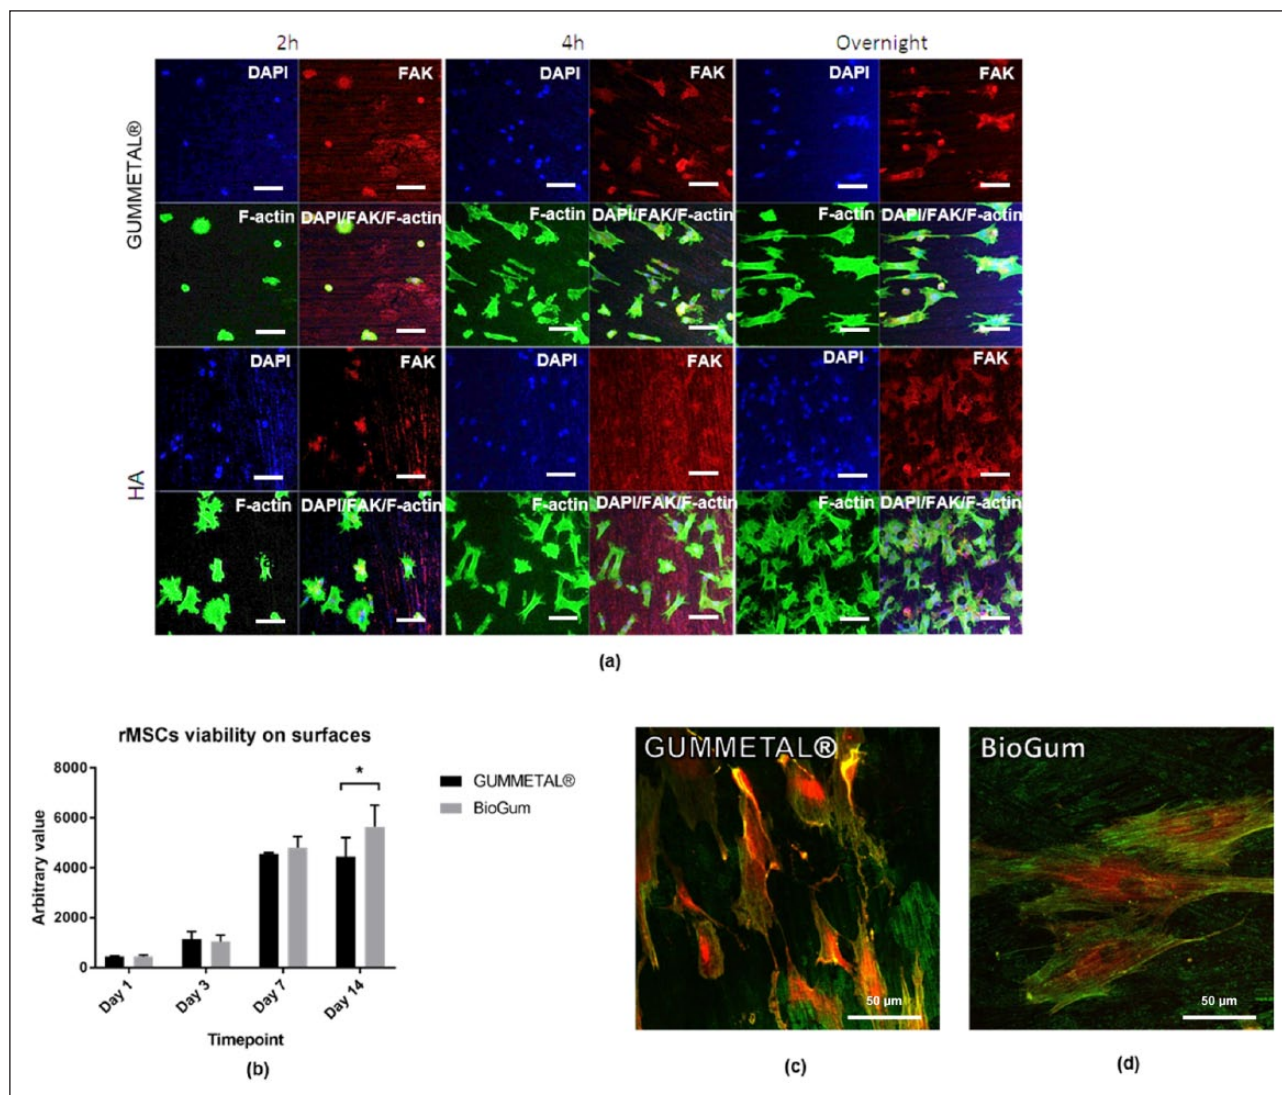 2h 4h Overnight
GUMMETAL®
DAPI FAK DAPI FAK DAPI FAK
F-actin DAPI/FAK/F-actin F-actin DAPI/FAK/F-actin F-actin DAPI/FAK/F-actin
HA
DAPI FAK DAPI FAK DAPI FAK
F-actin DAPI/FAK/F-actin F-actin DAPI/FAK/F-actin F-actin DAPI/FAK/F-actin
(a)
rMSCs viability on surfaces
Arbitrary value
8000
6000
4000
2000
0
*
GUMMETAL®
BioGum
Day 1 Day 3 Day 7 Day 14
Timepoint
(b)
GUMMETAL®
50 µm
(c)
BioGum
50 µm
(d)